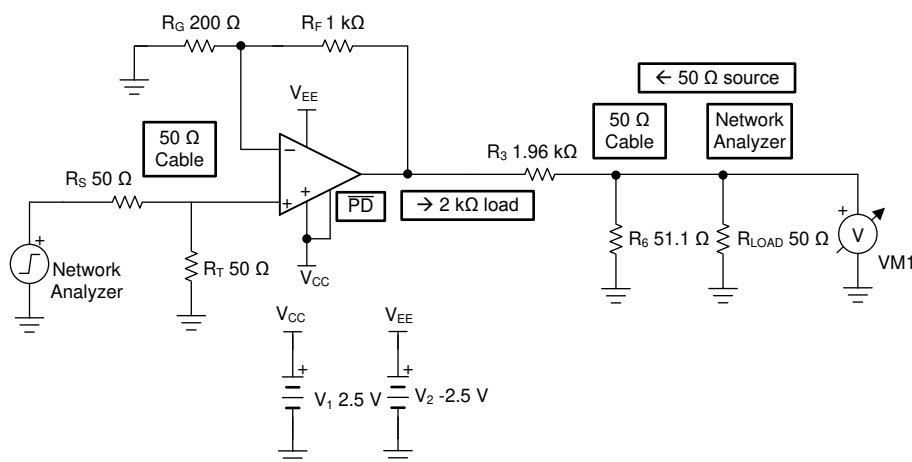 R_G 200 Ω
R_F 1 kΩ
← 50 Ω source
V_EE
50 Ω
Cable
50 Ω
Cable
Network
Analyzer
R_3 1.96 kΩ
R_S 50 Ω
−
+
+
PD
→ 2 kΩ load
+
Network
Analyzer
R_T 50 Ω
V_CC
R_6 51.1 Ω
R_LOAD 50 Ω
+
V
VM1
V_CC
V_EE
+
+
V_1 2.5 V
V_2 -2.5 V